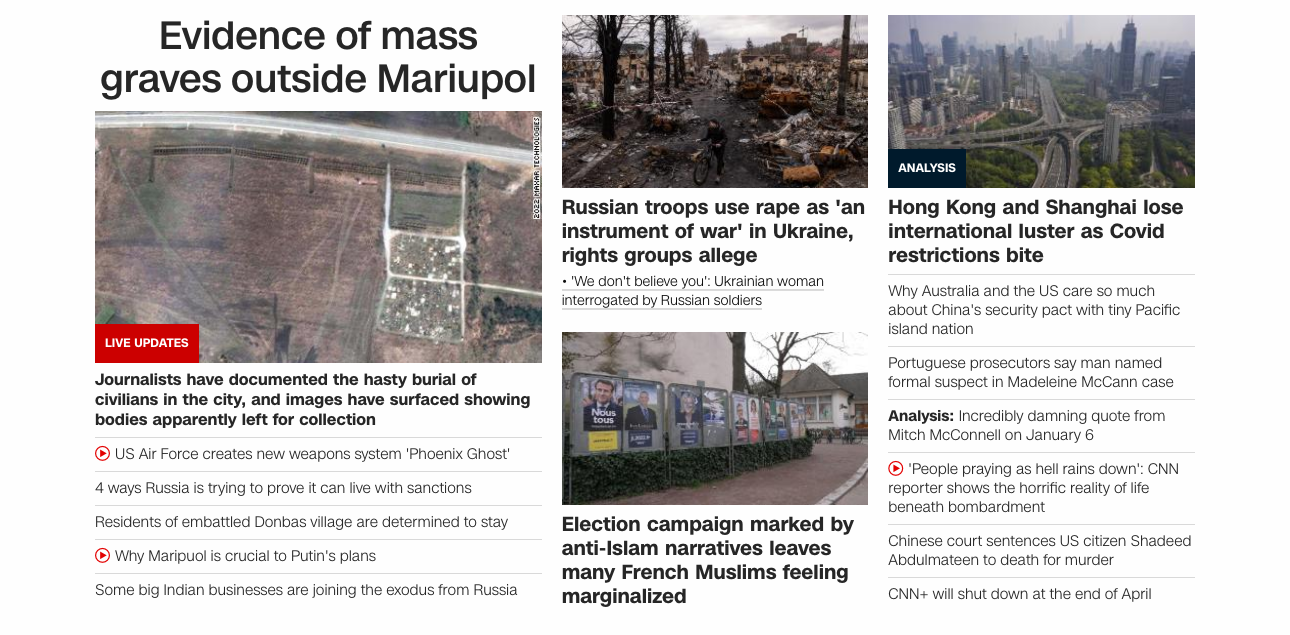 Evidence of mass
graves outside Mariupol
2022 MAXAR TECHNOLOGIES
LIVE UPDATES
Journalists have documented the hasty burial of
civilians in the city, and images have surfaced showing
bodies apparently left for collection
US Air Force creates new weapons system 'Phoenix Ghost'
4 ways Russia is trying to prove it can live with sanctions
Residents of embattled Donbas village are determined to stay
Why Maripuol is crucial to Putin's plans
Some big Indian businesses are joining the exodus from Russia
Russian troops use rape as 'an
instrument of war' in Ukraine,
rights groups allege
• 'We don't believe you': Ukrainian woman
interrogated by Russian soldiers
Nous
tous
Election campaign marked by
anti-Islam narratives leaves
many French Muslims feeling
marginalized
ANALYSIS
Hong Kong and Shanghai lose
international luster as Covid
restrictions bite
Why Australia and the US care so much
about China's security pact with tiny Pacific
island nation
Portuguese prosecutors say man named
formal suspect in Madeleine McCann case
Analysis: Incredibly damning quote from
Mitch McConnell on January 6
'People praying as hell rains down': CNN
reporter shows the horrific reality of life
beneath bombardment
Chinese court sentences US citizen Shadeed
Abdulmateen to death for murder
CNN+ will shut down at the end of April